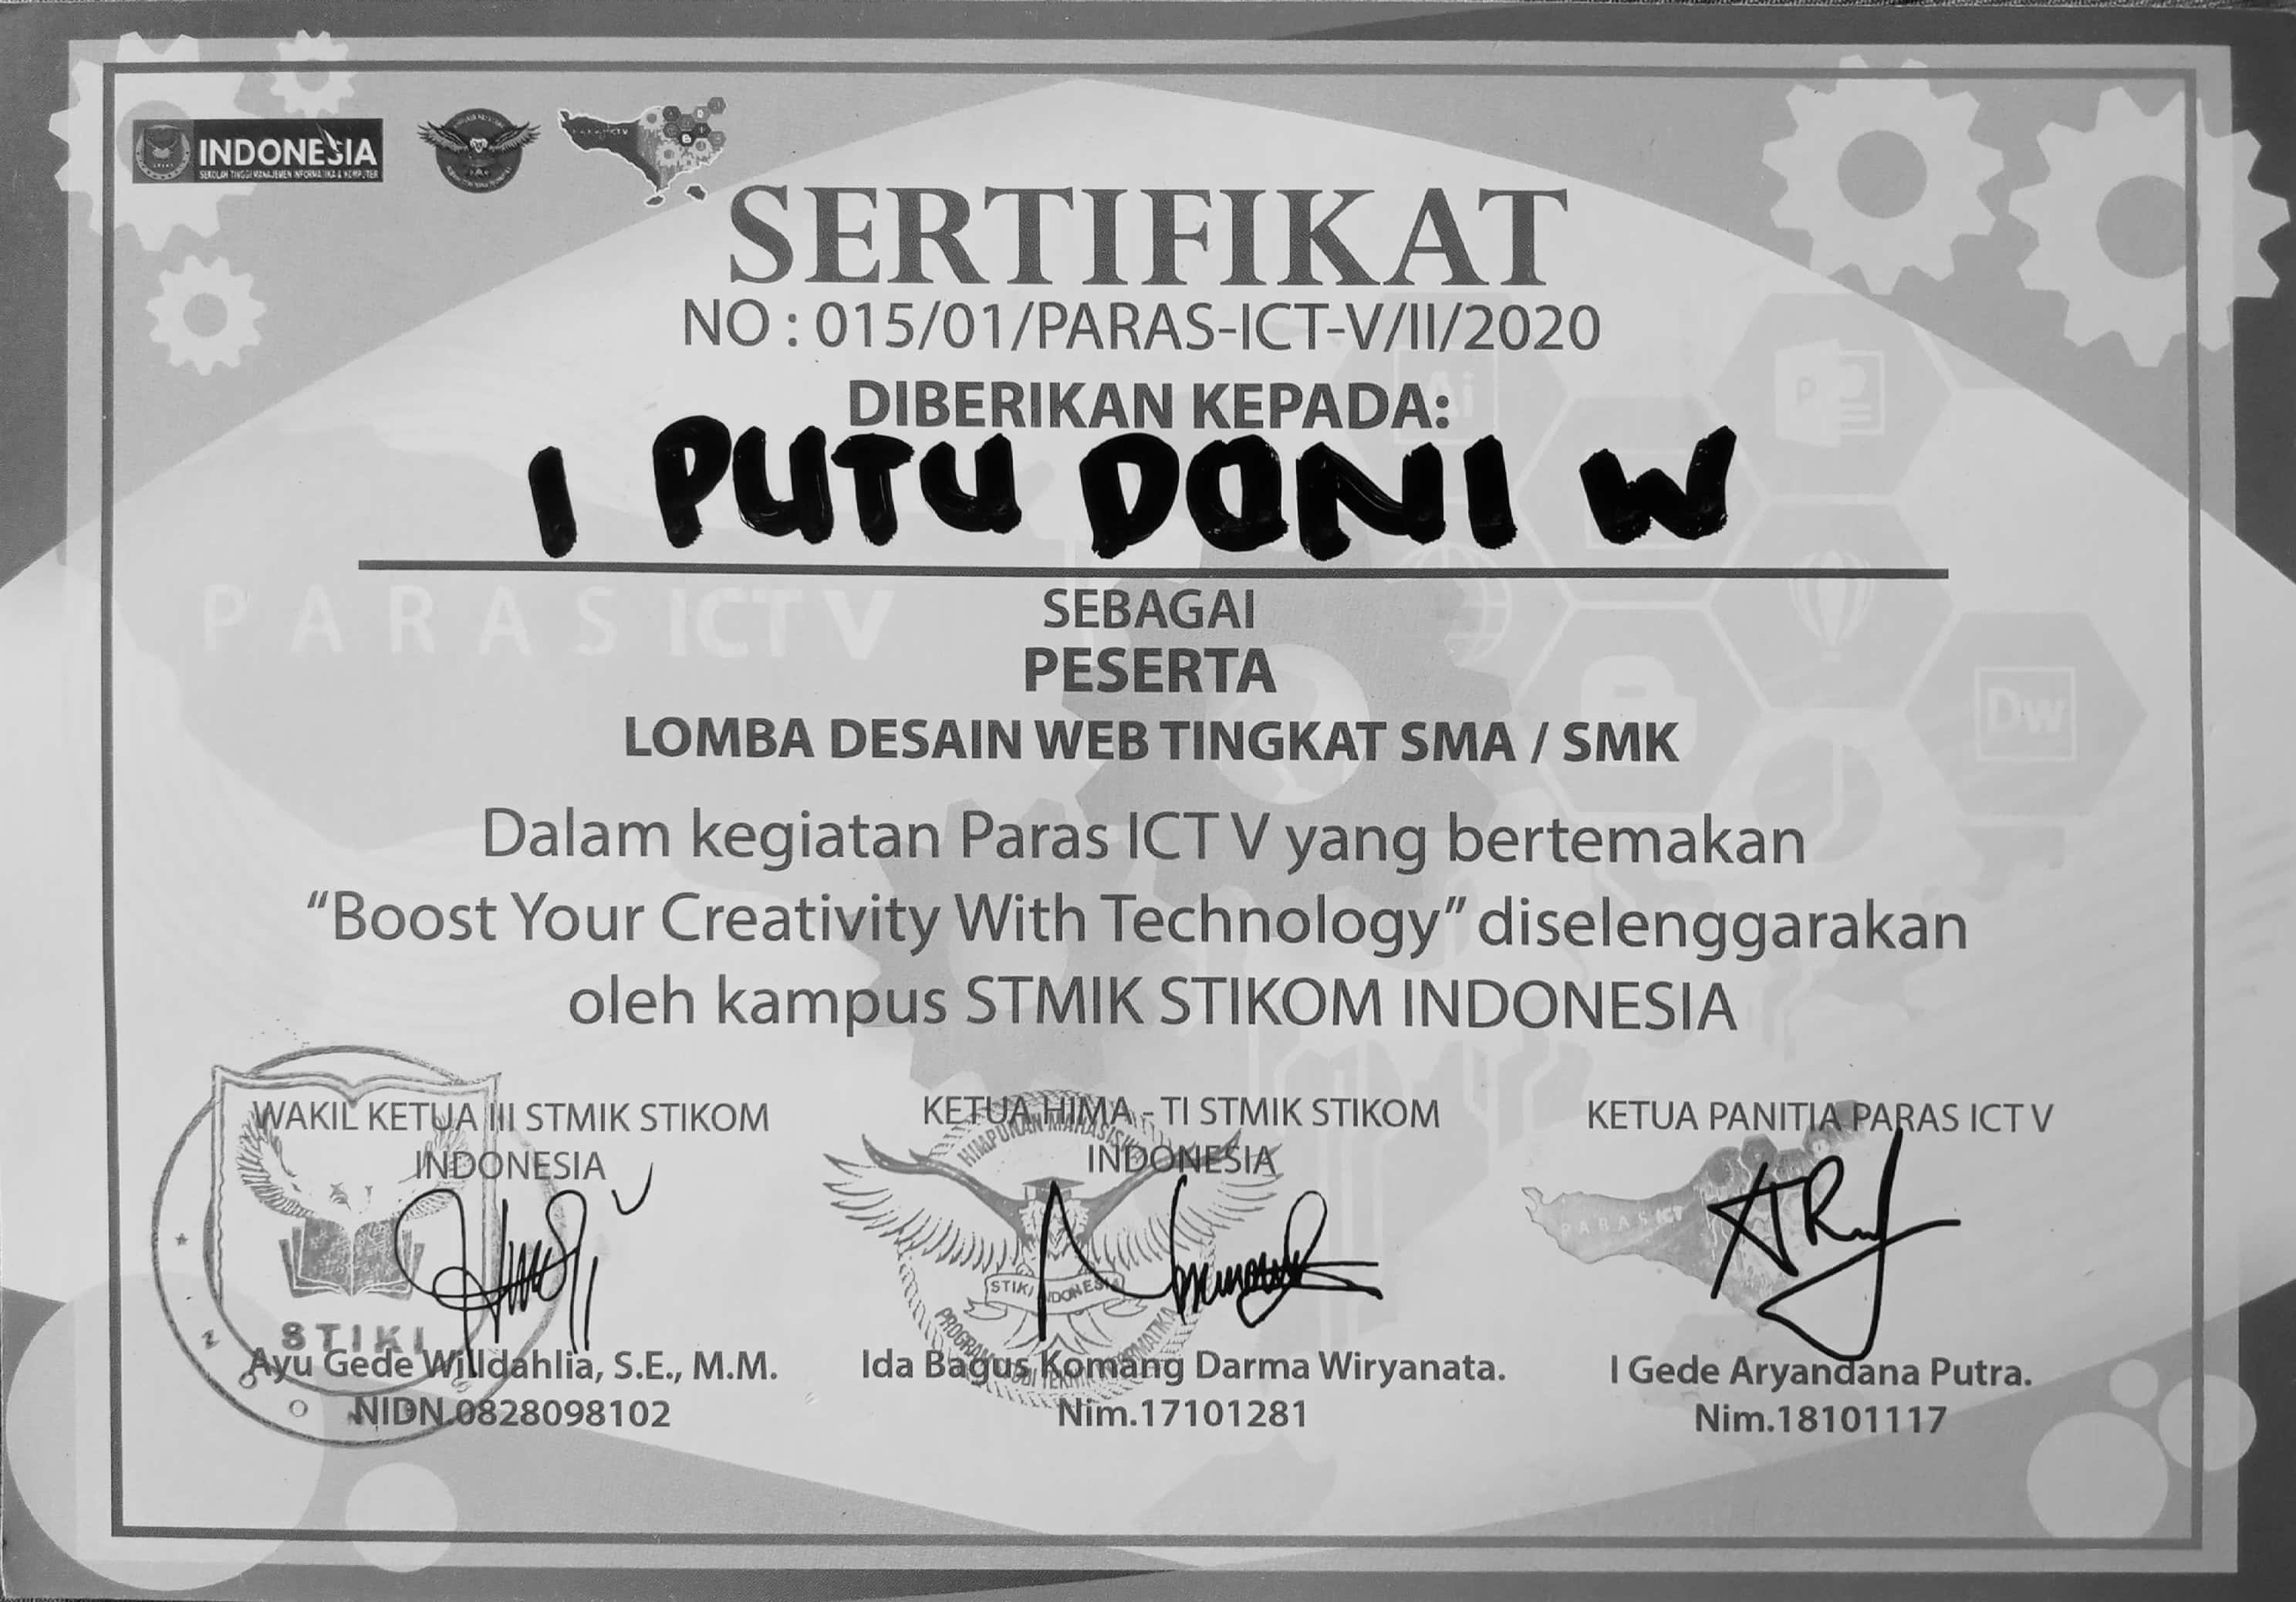 INDONESIA
SEKOLAH TINGGI MANAJEMEN INFORMATIKA & KOMPUTER
SERTIFIKAT
NO : 015/01/PARAS-ICT-V/II/2020
DIBERIKAN KEPADA:
I PUTU DONI W
PARAS ICT V
SEBAGAI
PESERTA
LOMBA DESAIN WEB TINGKAT SMA / SMK
Dw
Dalam kegiatan Paras ICT V yang bertemakan
“Boost Your Creativity With Technology” diselenggarakan
oleh kampus STMIK STIKOM INDONESIA
WAKIL KETUA III STMIK STIKOM
INDONESIA
STIKI
Ayu Gede Willdahlia, S.E., M.M.
NIDN.0828098102
KETUA HIMA - TI STMIK STIKOM
INDONESIA
HIMPUNAN MAHASISWA
STIKI INDONESIA
Ida Bagus Komang Darma Wiryanata.
Nim.17101281
KETUA PANITIA PARAS ICT V
PARAS ICT
I Gede Aryandana Putra.
Nim.18101117